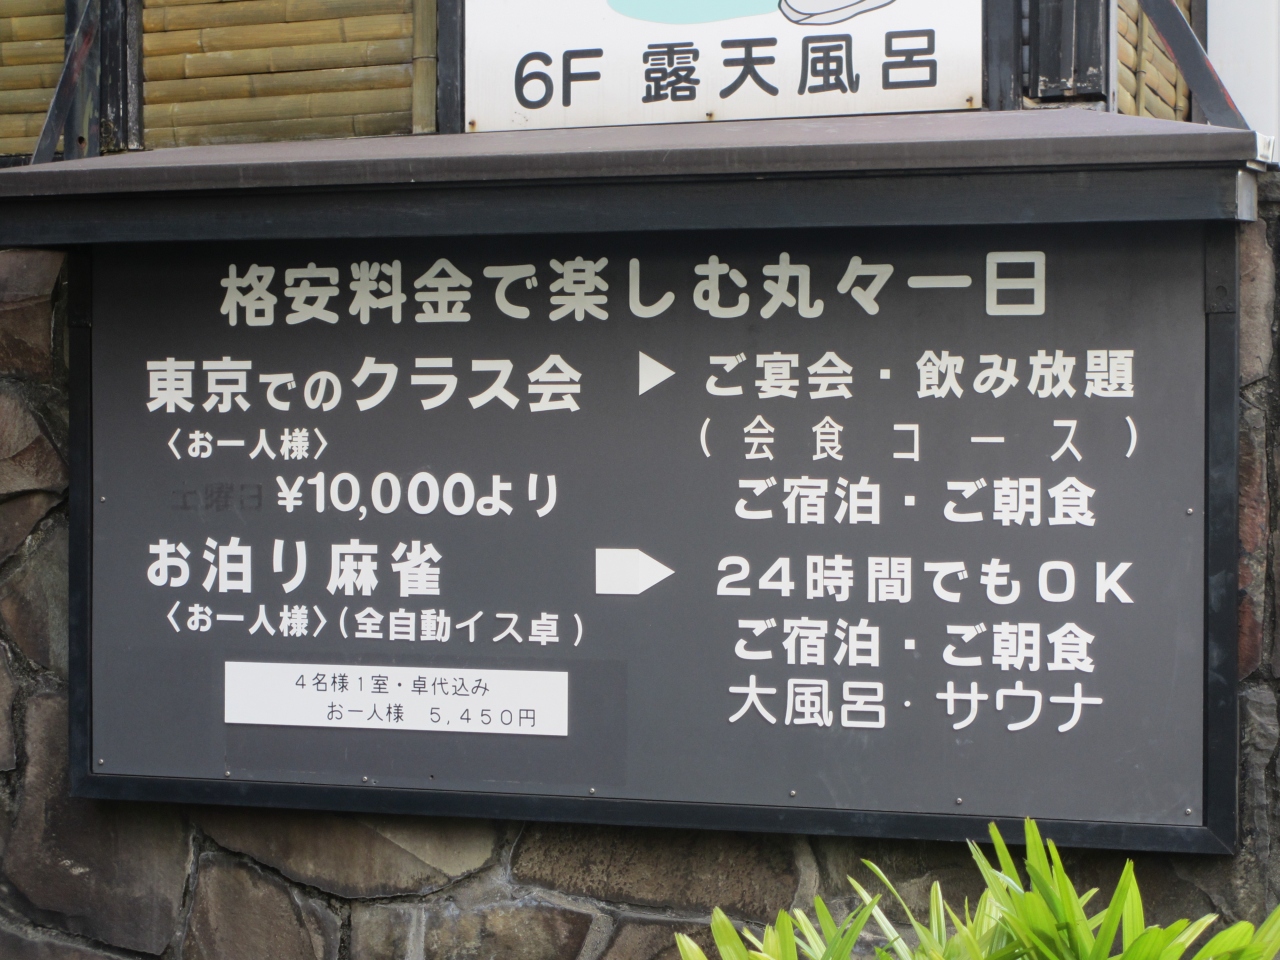 6F 露天風呂
格安料金で楽しむ丸々一日
東京でのクラス会 ▶ ご宴会・飲み放題
〈お一人様〉 (会食コース)
¥10,000より ご宿泊・ご朝食
お泊り麻雀 24時間でもOK
〈お一人様〉(全自動イス卓) ご宿泊・ご朝食
4名様1室・卓代込み
お一人様 5,450円
大風呂・サウナ